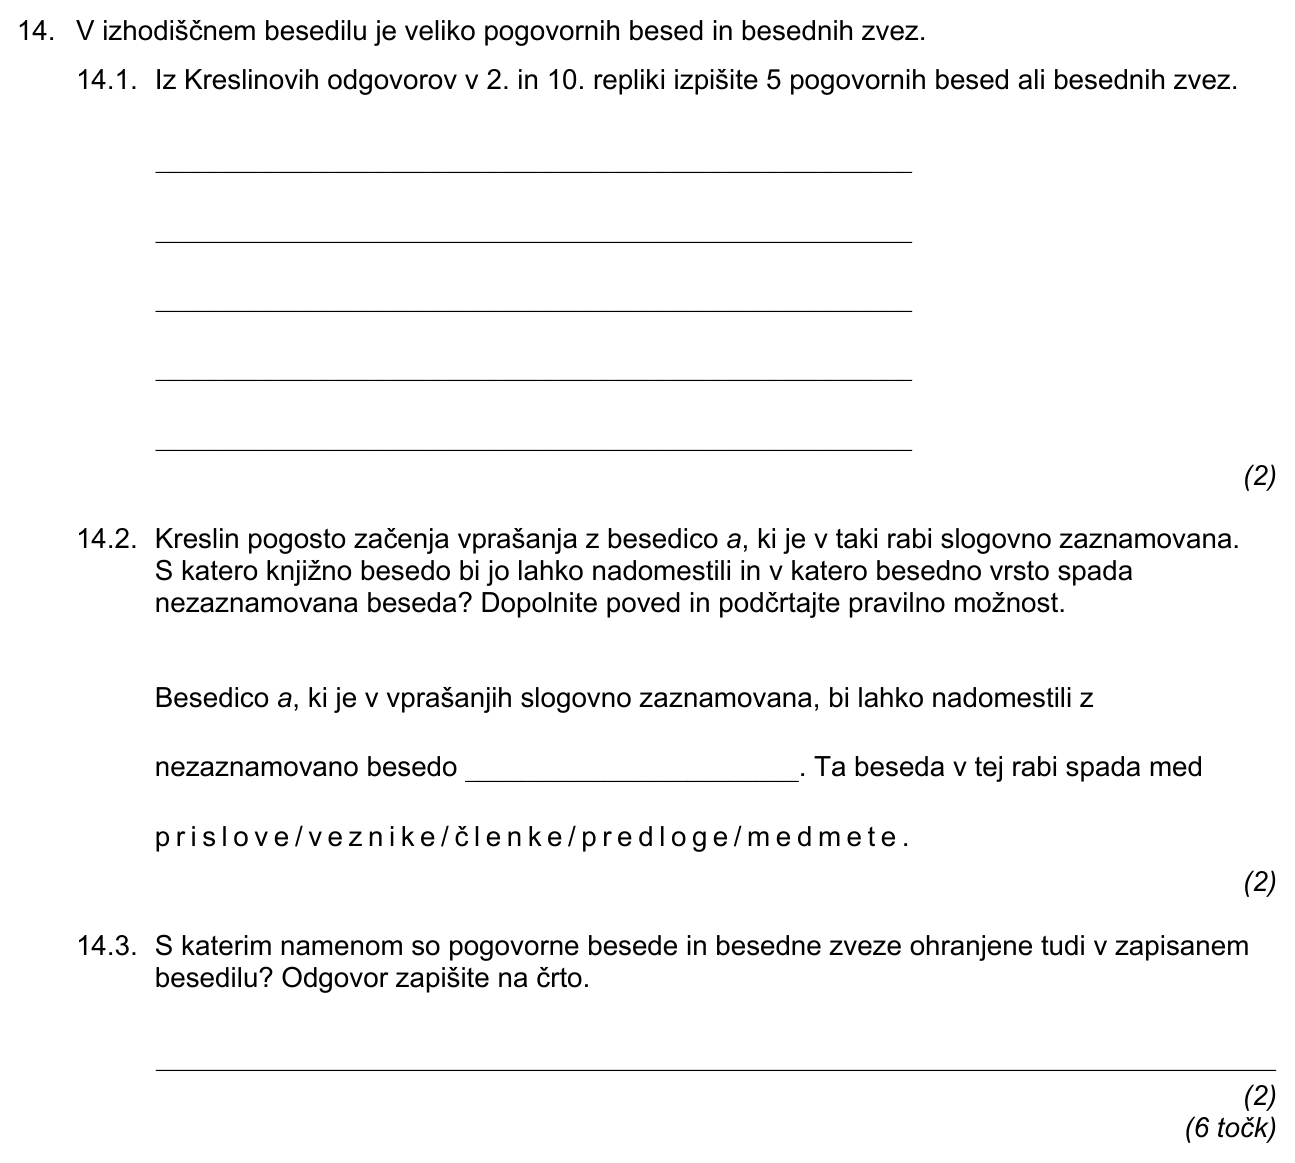 14. V izhodiščnem besedilu je veliko pogovornih besed in besednih zvez.
14.1. Iz Kreslinovih odgovorov v 2. in 10. repliki izpišite 5 pogovornih besed ali besednih zvez.
(2)
14.2. Kreslin pogosto začenja vprašanja z besedico a, ki je v taki rabi slogovno zaznamovana.
S katero knjižno besedo bi jo lahko nadomestili in v katero besedno vrsto spada
nezaznamovana beseda? Dopolnite poved in podčrtajte pravilno možnost.
Besedico a, ki je v vprašanjih slogovno zaznamovana, bi lahko nadomestili z
nezaznamovano besedo ______________________. Ta beseda v tej rabi spada med
prislove/veznike/členke/predloge/medmete.
(2)
14.3. S katerim namenom so pogovorne besede in besedne zveze ohranjene tudi v zapisanem
besedilu? Odgovor zapišite na črto.
(2)
(6 točk)